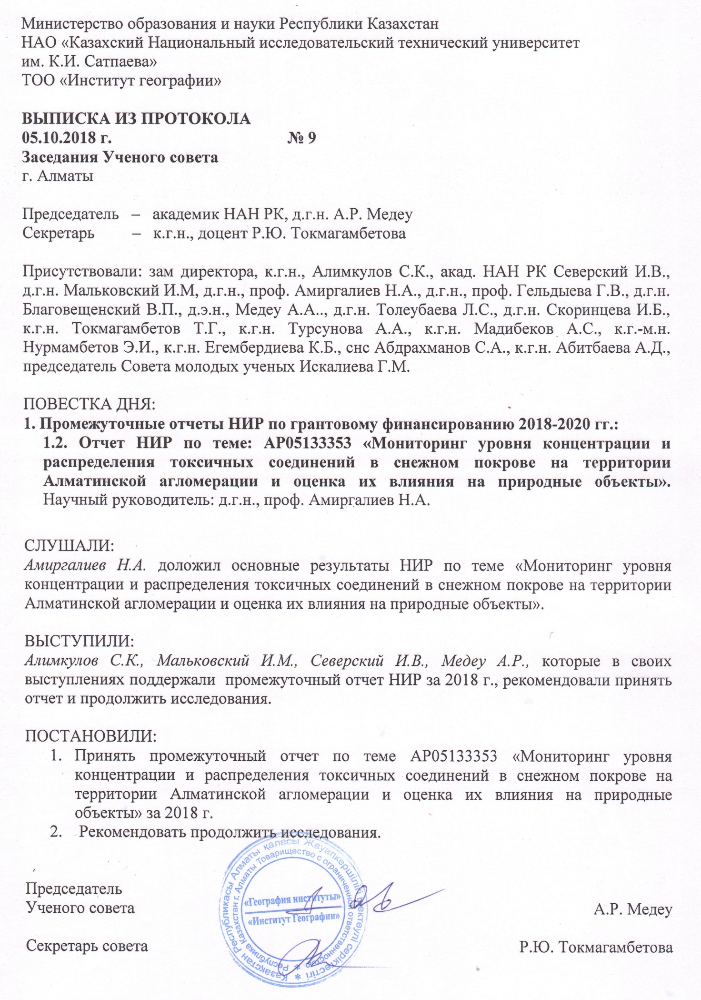 Министерство образования и науки Республики Казахстан
НАО «Казахский Национальный исследовательский технический университет
им. К.И. Сатпаева»
ТОО «Институт географии»
ВЫПИСКА ИЗ ПРОТОКОЛА
05.10.2018 г. № 9
Заседания Ученого совета
г. Алматы
Председатель – академик НАН РК, д.г.н. А.Р. Медеу
Секретарь – к.г.н., доцент Р.Ю. Токмагамбетова
Присутствовали: зам директора, к.г.н., Алимкулов С.К., акад. НАН РК Северский И.В.,
д.г.н. Мальковский И.М, д.г.н., проф. Амиргалиев Н.А., д.г.н., проф. Гельдыева Г.В., д.г.н.
Благовещенский В.П., д.э.н., Медеу А.А.., д.г.н. Толеубаева Л.С., д.г.н. Скоринцева И.Б.,
к.г.н. Токмагамбетов Т.Г., к.г.н. Турсунова А.А., к.г.н. Мадибеков А.С., к.г.-м.н.
Нурмамбетов Э.И., к.г.н. Егембердиева К.Б., снс Абдрахманов С.А., к.г.н. Абитбаева А.Д.,
председатель Совета молодых ученых Искалиева Г.М.
ПОВЕСТКА ДНЯ:
1. Промежуточные отчеты НИР по грантовому финансированию 2018-2020 гг.:
1.2. Отчет НИР по теме: АР05133353 «Мониторинг уровня концентрации и
распределения токсичных соединений в снежном покрове на территории
Алматинской агломерации и оценка их влияния на природные объекты».
Научный руководитель: д.г.н., проф. Амиргалиев Н.А.
СЛУШАЛИ:
Амиргалиев Н.А. доложил основные результаты НИР по теме «Мониторинг уровня
концентрации и распределения токсичных соединений в снежном покрове на территории
Алматинской агломерации и оценка их влияния на природные объекты».
ВЫСТУПИЛИ:
Алимкулов С.К., Мальковский И.М., Северский И.В., Медеу А.Р., которые в своих
выступлениях поддержали промежуточный отчет НИР за 2018 г., рекомендовали принять
отчет и продолжить исследования.
ПОСТАНОВИЛИ:
1. Принять промежуточный отчет по теме АР05133353 «Мониторинг уровня
концентрации и распределения токсичных соединений в снежном покрове на
территории Алматинской агломерации и оценка их влияния на природные
объекты» за 2018 г.
2. Рекомендовать продолжить исследования.
Председатель
Ученого совета А.Р. Медеу
Секретарь совета Р.Ю. Токмагамбетова
Қазақстан Республикасы Алматы қаласы Жауапкершілігі шектеулі серіктестігі
Республика Казахстан г. Алматы Товарищество с ограниченной ответственностью
«География институты»
«Институт Географии»